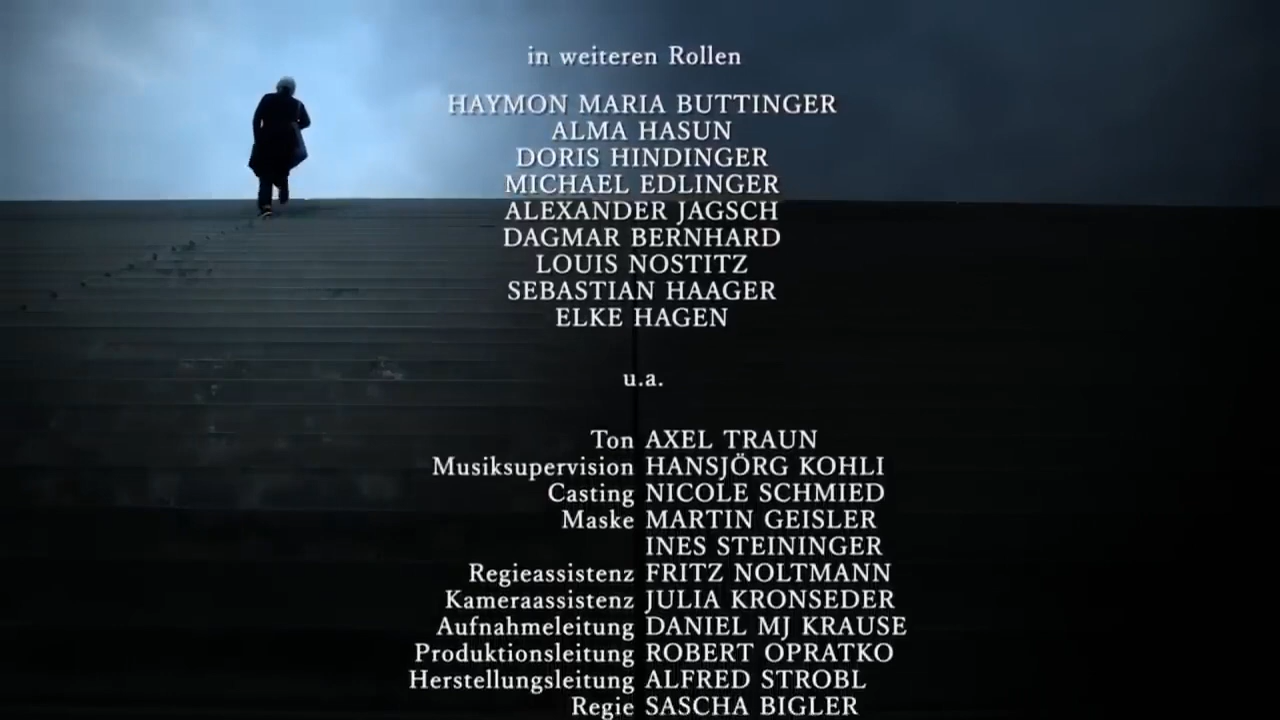 in weiteren Rollen
HAYMON MARIA BUTTINGER
ALMA HASUN
DORIS HINDINGER
MICHAEL EDLINGER
ALEXANDER JAGSCH
DAGMAR BERNHARD
LOUIS NOSTITZ
SEBASTIAN HAAGER
ELKE HAGEN
u.a.
Ton AXEL TRAUN
Musiksupervision HANSJÖRG KOHLI
Casting NICOLE SCHMIED
Maske MARTIN GEISLER
INES STEININGER
Regieassistenz FRITZ NOLTMANN
Kameraassistenz JULIA KRONSEDER
Aufnahmeleitung DANIEL MJ KRAUSE
Produktionsleitung ROBERT OPRATKO
Herstellungsleitung ALFRED STROBL
Regie SASCHA BIGLER